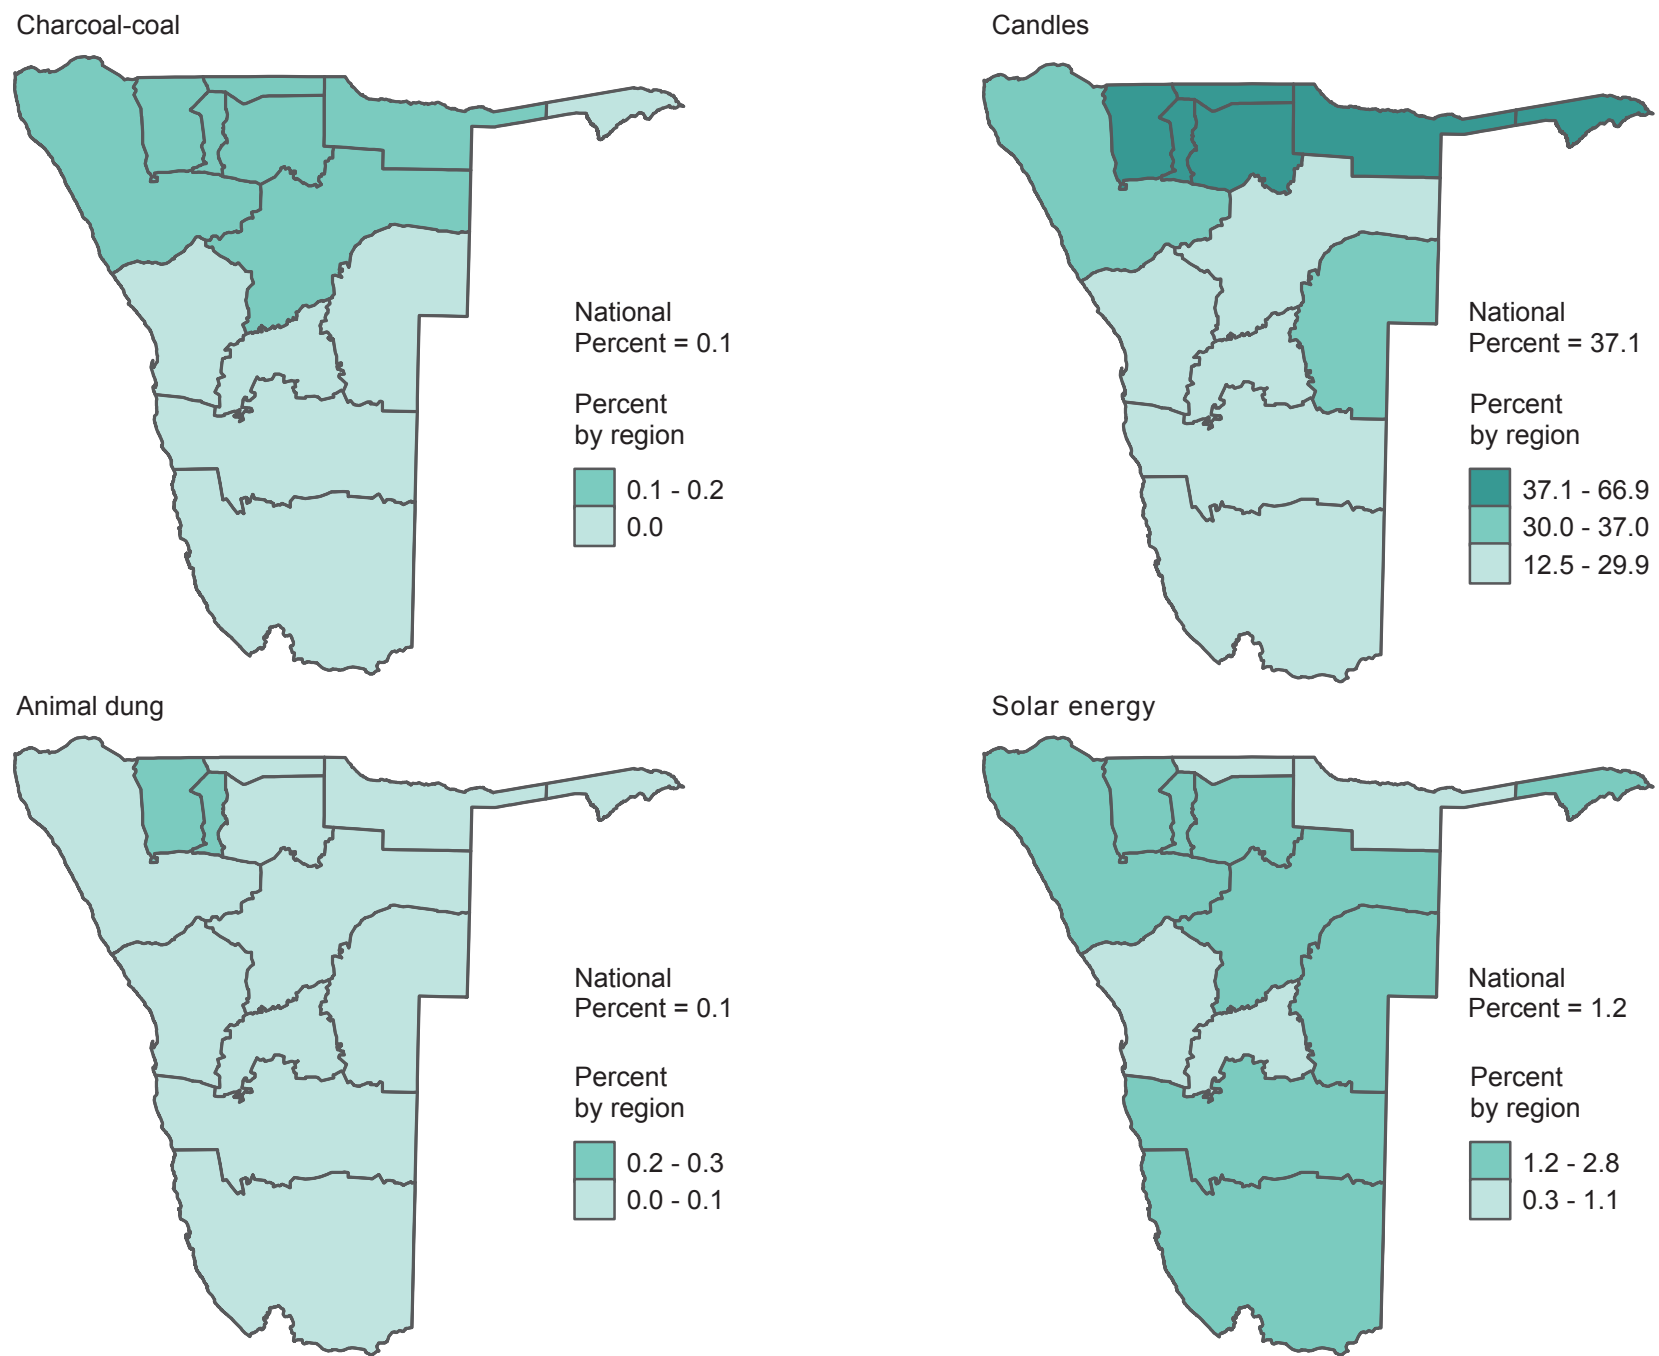 Charcoal-coal
National
Percent = 0.1
Percent
by region
0.1 - 0.2
0.0
Candles
National
Percent = 37.1
Percent
by region
37.1 - 66.9
30.0 - 37.0
12.5 - 29.9
Animal dung
National
Percent = 0.1
Percent
by region
0.2 - 0.3
0.0 - 0.1
Solar energy
National
Percent = 1.2
Percent
by region
1.2 - 2.8
0.3 - 1.1